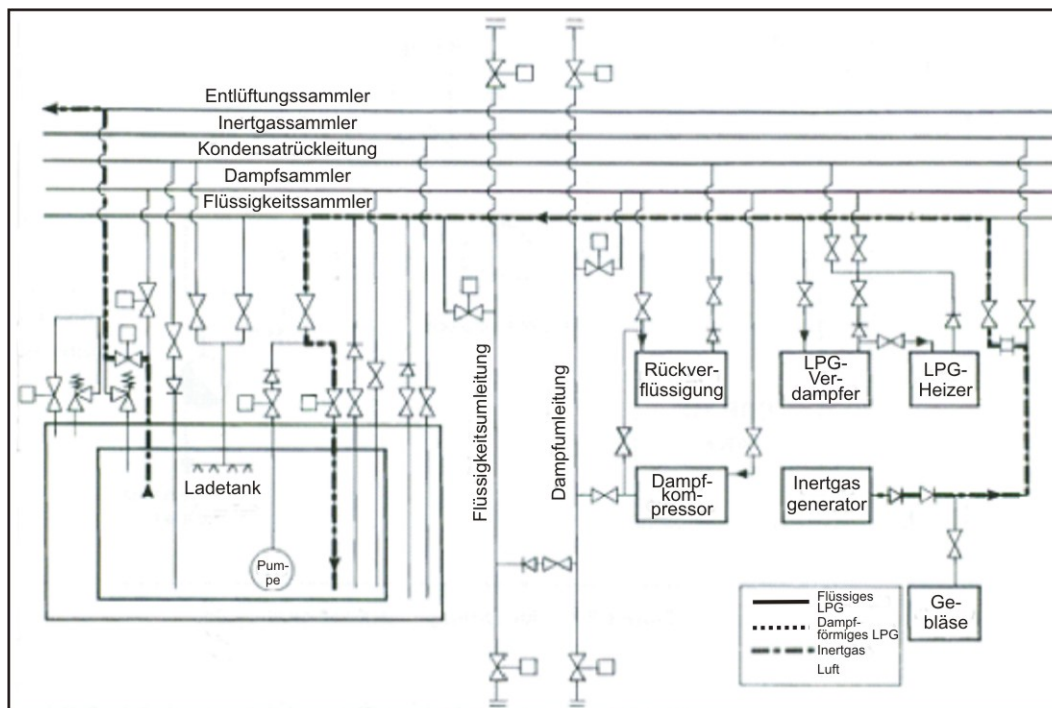 Entlüftungssammler
Inertgassammler
Kondensatrückleitung
Dampfsammler
Flüssigkeitssammler
Flüssigkeitsumleitung
Dampfumleitung
Rückver-
flüssigung
LPG-
Ver-
dampfer
LPG-
Heizer
Ladetank
Dampf-
kom-
pressor
Inertgas
generator
Pum-
pe
Ge-
bläse
Flüssiges
LPG
Dampf-
förmiges LPG
Inertgas
Luft